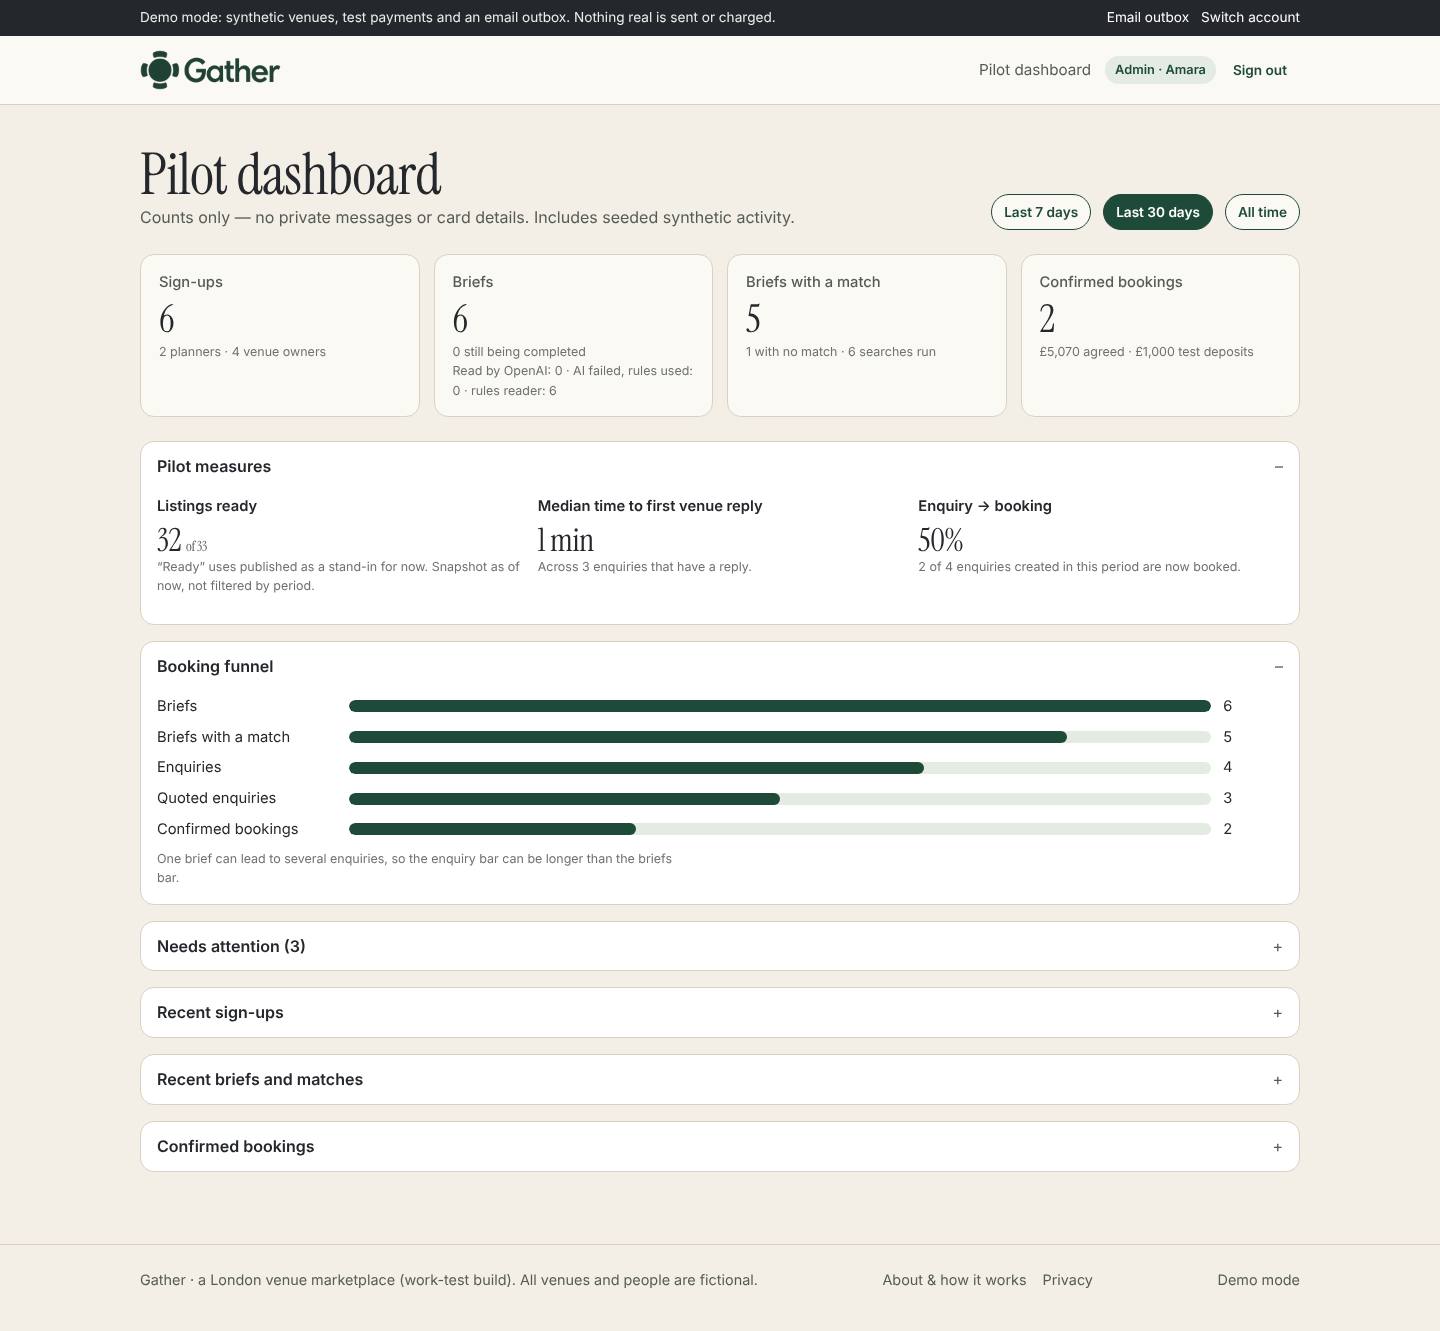 Demo mode: synthetic venues, test payments and an email outbox. Nothing real is sent or charged.
Email outbox Switch account
Gather
Pilot dashboard Admin · Amara Sign out
Pilot dashboard
Counts only — no private messages or card details. Includes seeded synthetic activity.
Last 7 days Last 30 days All time
Sign-ups
6
2 planners · 4 venue owners
Briefs
6
0 still being completed
Read by OpenAI: 0 · AI failed, rules used:
0 · rules reader: 6
Briefs with a match
5
1 with no match · 6 searches run
Confirmed bookings
2
£5,070 agreed · £1,000 test deposits
Pilot measures –
Listings ready
32 of 33
“Ready” uses published as a stand-in for now. Snapshot as of
now, not filtered by period.
Median time to first venue reply
1 min
Across 3 enquiries that have a reply.
Enquiry → booking
50%
2 of 4 enquiries created in this period are now booked.
Booking funnel –
Briefs 6
Briefs with a match 5
Enquiries 4
Quoted enquiries 3
Confirmed bookings 2
One brief can lead to several enquiries, so the enquiry bar can be longer than the briefs
bar.
Needs attention (3) +
Recent sign-ups +
Recent briefs and matches +
Confirmed bookings +
Gather · a London venue marketplace (work-test build). All venues and people are fictional.
About & how it works Privacy
Demo mode